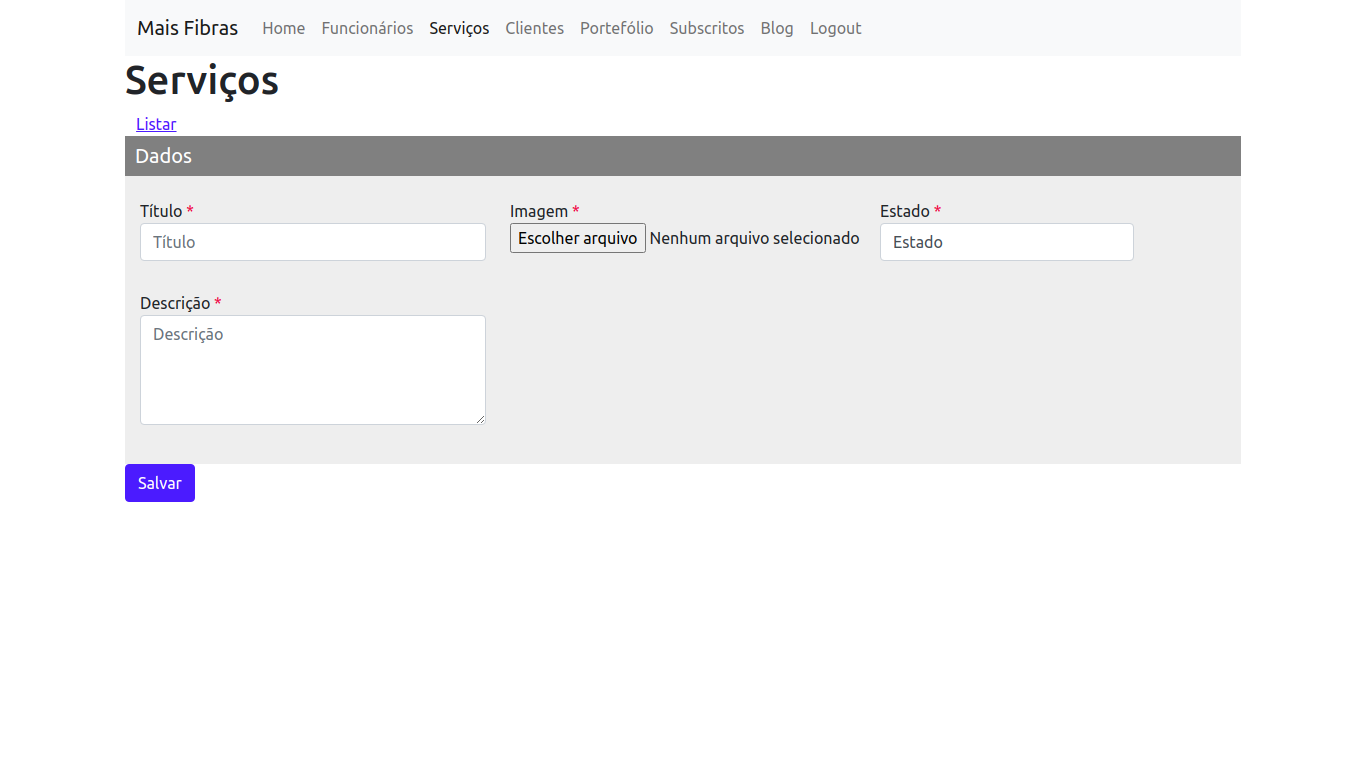 Mais Fibras Home Funcionários Serviços Clientes Portefólio Subscritos Blog Logout
Serviços
Listar
Dados
Título * Imagem * Estado *
Título Escolher arquivo Nenhum arquivo selecionado Estado
Descrição *
Descrição
Salvar